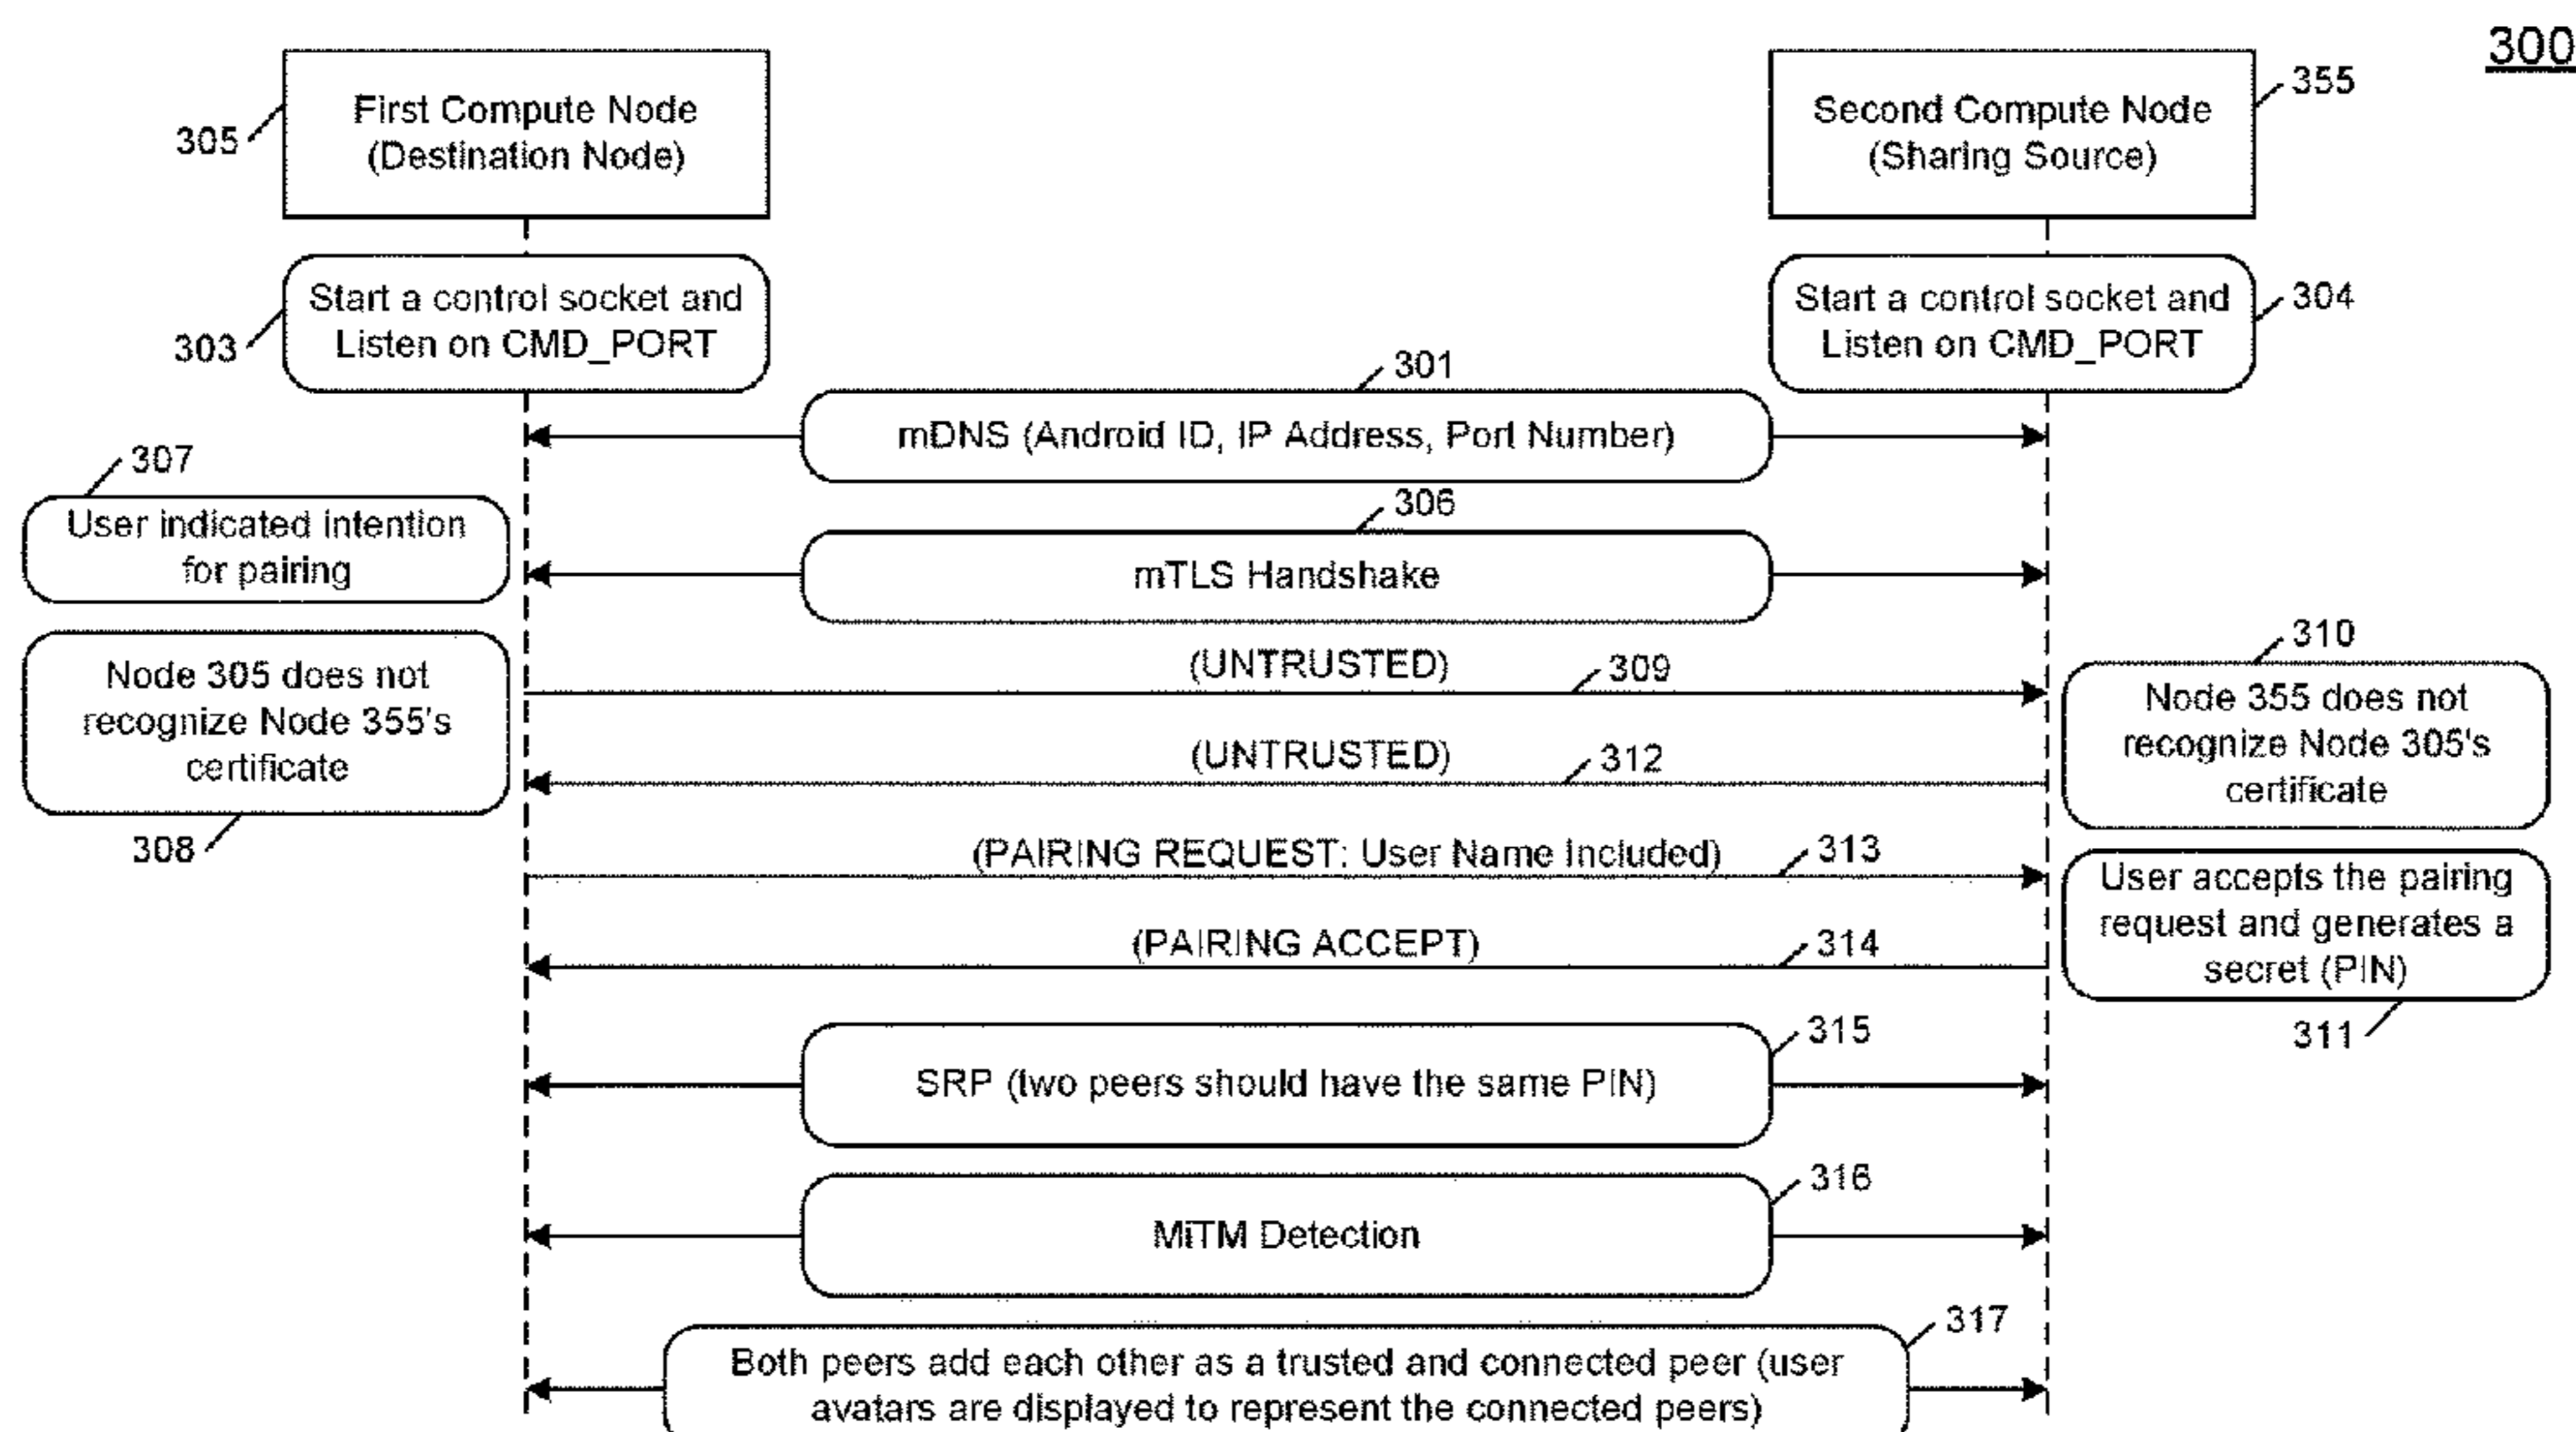 300
First Compute Node
(Destination Node)
305
Second Compute Node
(Sharing Source)
355
Start a control socket and
Listen on CMD_PORT
303
Start a control socket and
Listen on CMD_PORT
304
301
mDNS (Android ID, IP Address, Port Number)
307
User indicated intention
for pairing
306
mTLS Handshake
Node 305 does not
recognize Node 355's
certificate
308
(UNTRUSTED)
309
310
Node 355 does not
recognize Node 305's
certificate
(UNTRUSTED)
312
(PAIRING REQUEST: User Name Included)
313
User accepts the pairing
request and generates a
secret (PIN)
311
(PAIRING ACCEPT)
314
315
SRP (two peers should have the same PIN)
316
MiTM Detection
317
Both peers add each other as a trusted and connected peer (user
avatars are displayed to represent the connected peers)